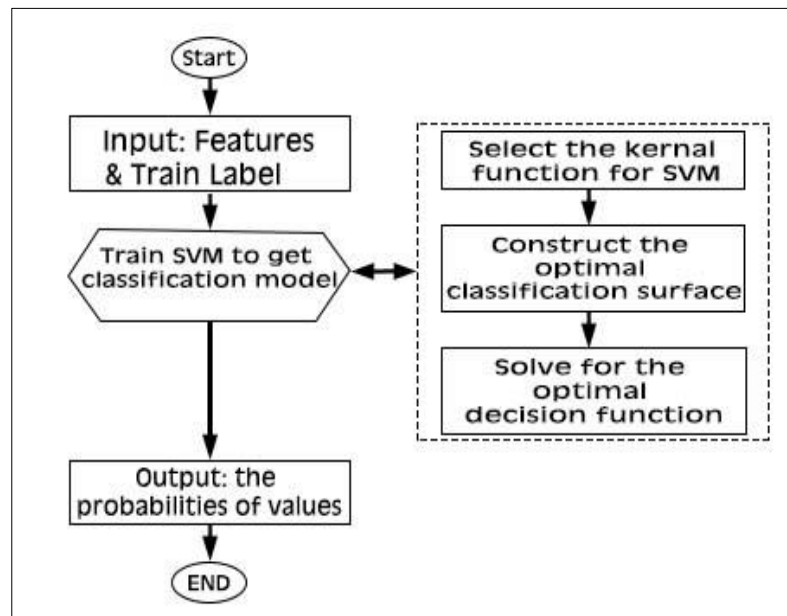 Start
Input: Features
& Train Label
Train SVM to get
classification model
Output: the
probabilities of values
END
Select the kernal
function for SVM
Construct the
optimal
classification surface
Solve for the
optimal
decision function